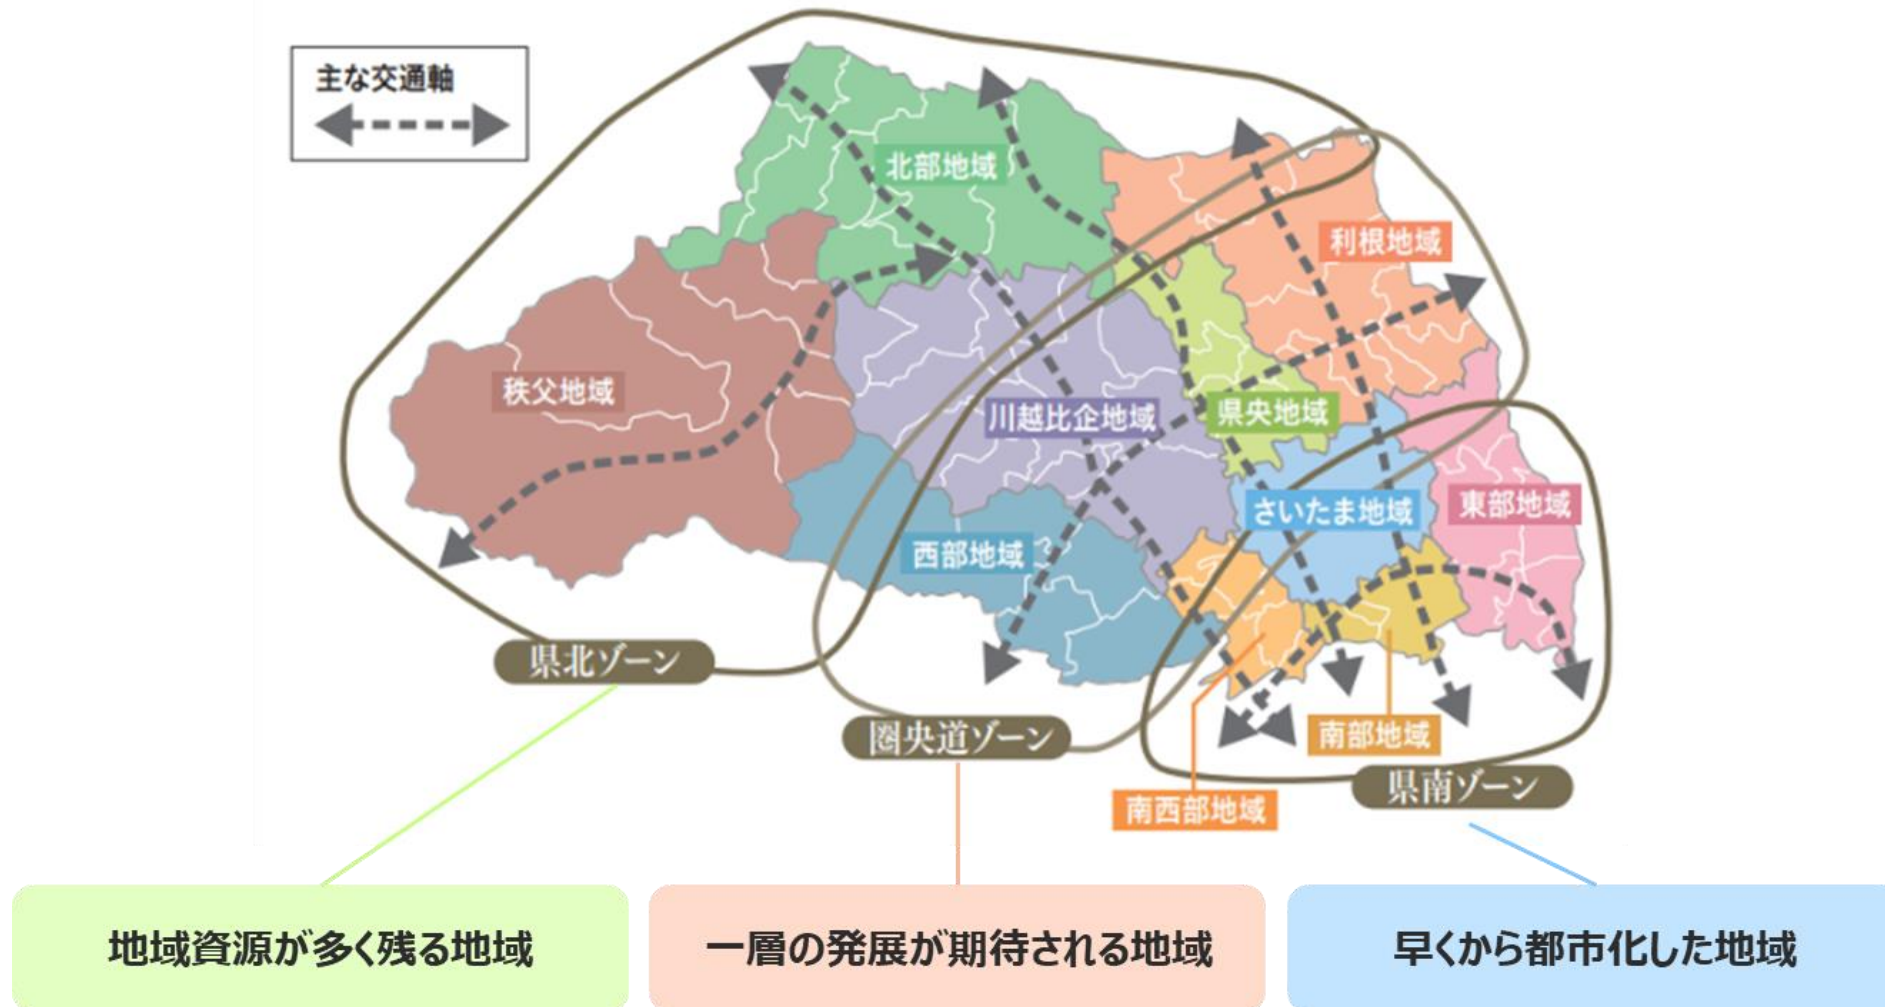 主な交通軸
北部地域
利根地域
秩父地域
川越比企地域
県央地域
さいたま地域
東部地域
西部地域
県北ゾーン
圏央道ゾーン
南部地域
県南ゾーン
南西部地域
地域資源が多く残る地域
一層の発展が期待される地域
早くから都市化した地域